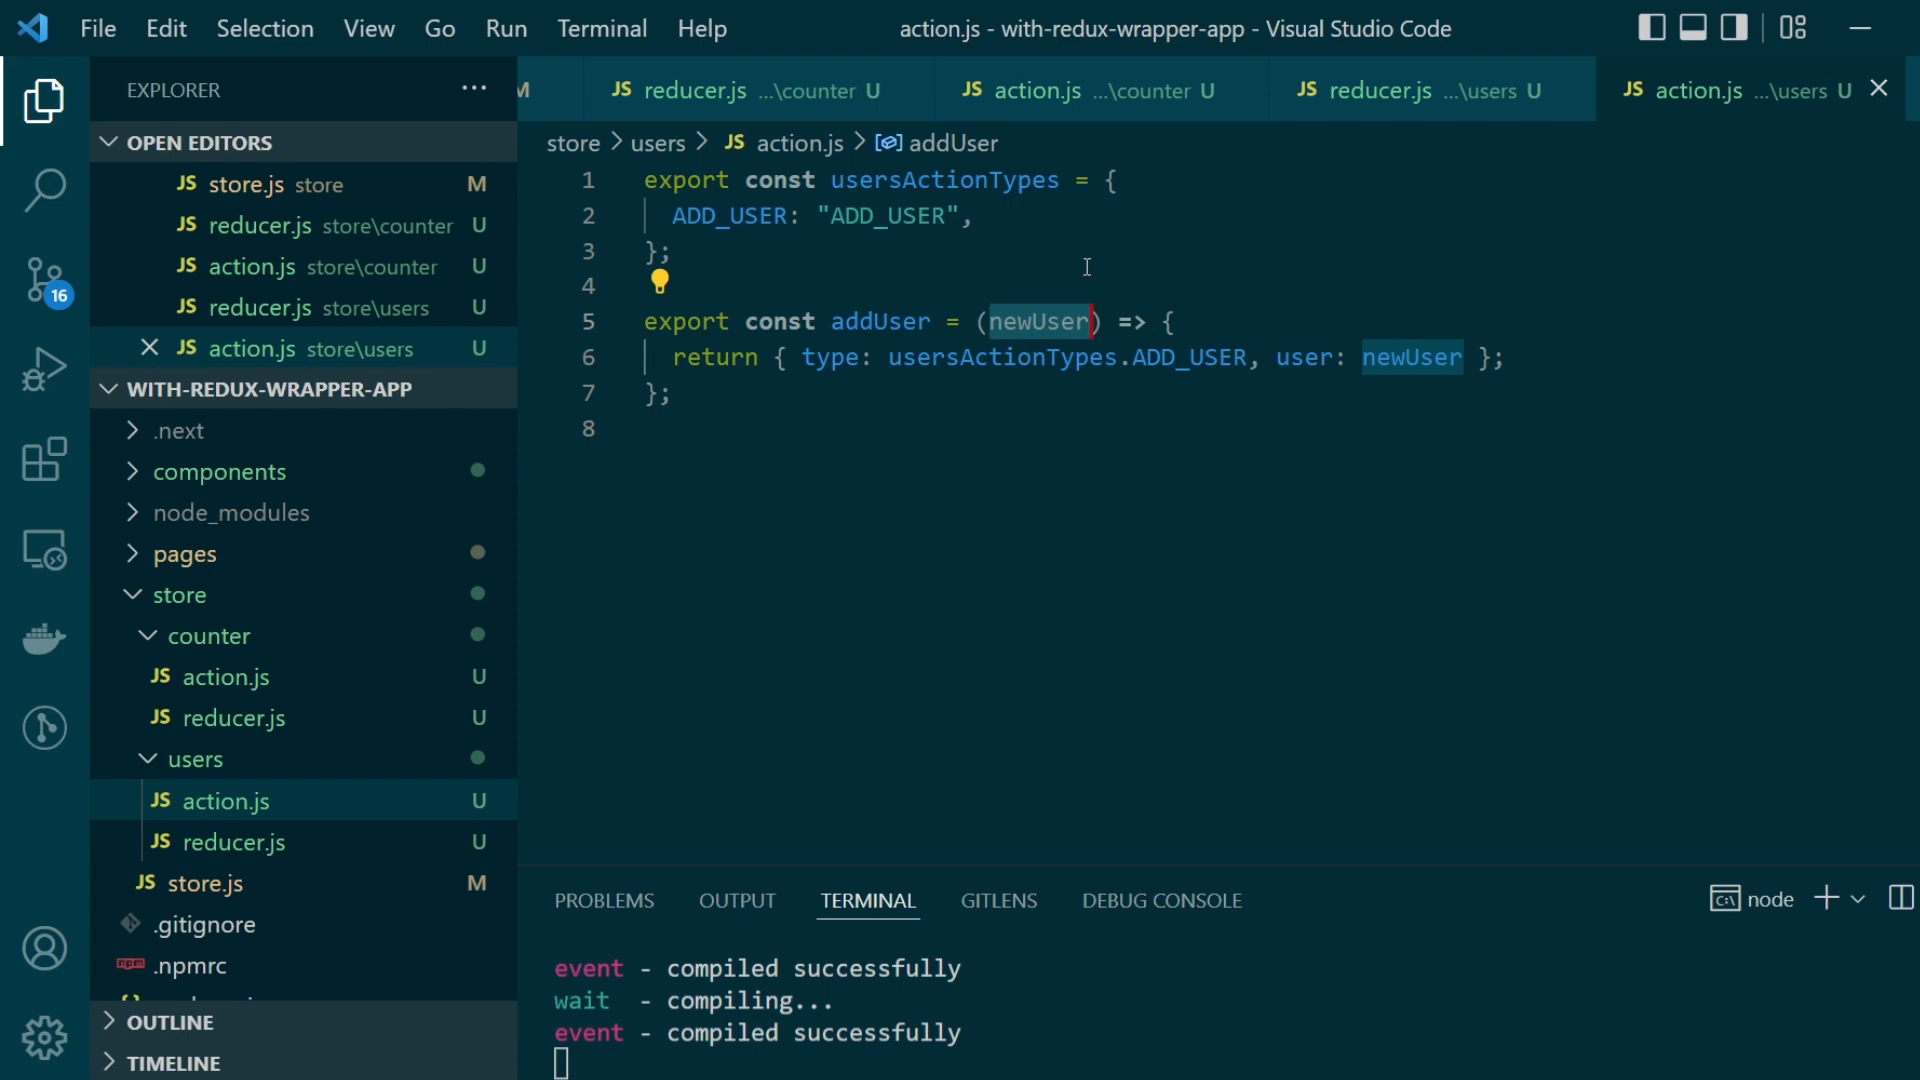 File Edit Selection View Go Run Terminal Help action.js - with-redux-wrapper-app - Visual Studio Code
EXPLORER ···
M JS reducer.js ...\counter U JS action.js ...\counter U JS reducer.js ...\users U JS action.js ...\users U
OPEN EDITORS
JS store.js store M
JS reducer.js store\counter U
JS action.js store\counter U
JS reducer.js store\users U
JS action.js store\users U
WITH-REDUX-WRAPPER-APP
.next
components
node_modules
pages
store
counter
JS action.js U
JS reducer.js U
users
JS action.js U
JS reducer.js U
JS store.js M
.gitignore
npm .npmrc
OUTLINE
TIMELINE
16
store > users > JS action.js > addUser
1 export const usersActionTypes = {
2 ADD_USER: "ADD_USER",
3 };
4
5 export const addUser = (newUser) => {
6 return { type: usersActionTypes.ADD_USER, user: newUser };
7 };
8
PROBLEMS OUTPUT TERMINAL GITLENS DEBUG CONSOLE node
event - compiled successfully
wait - compiling...
event - compiled successfully